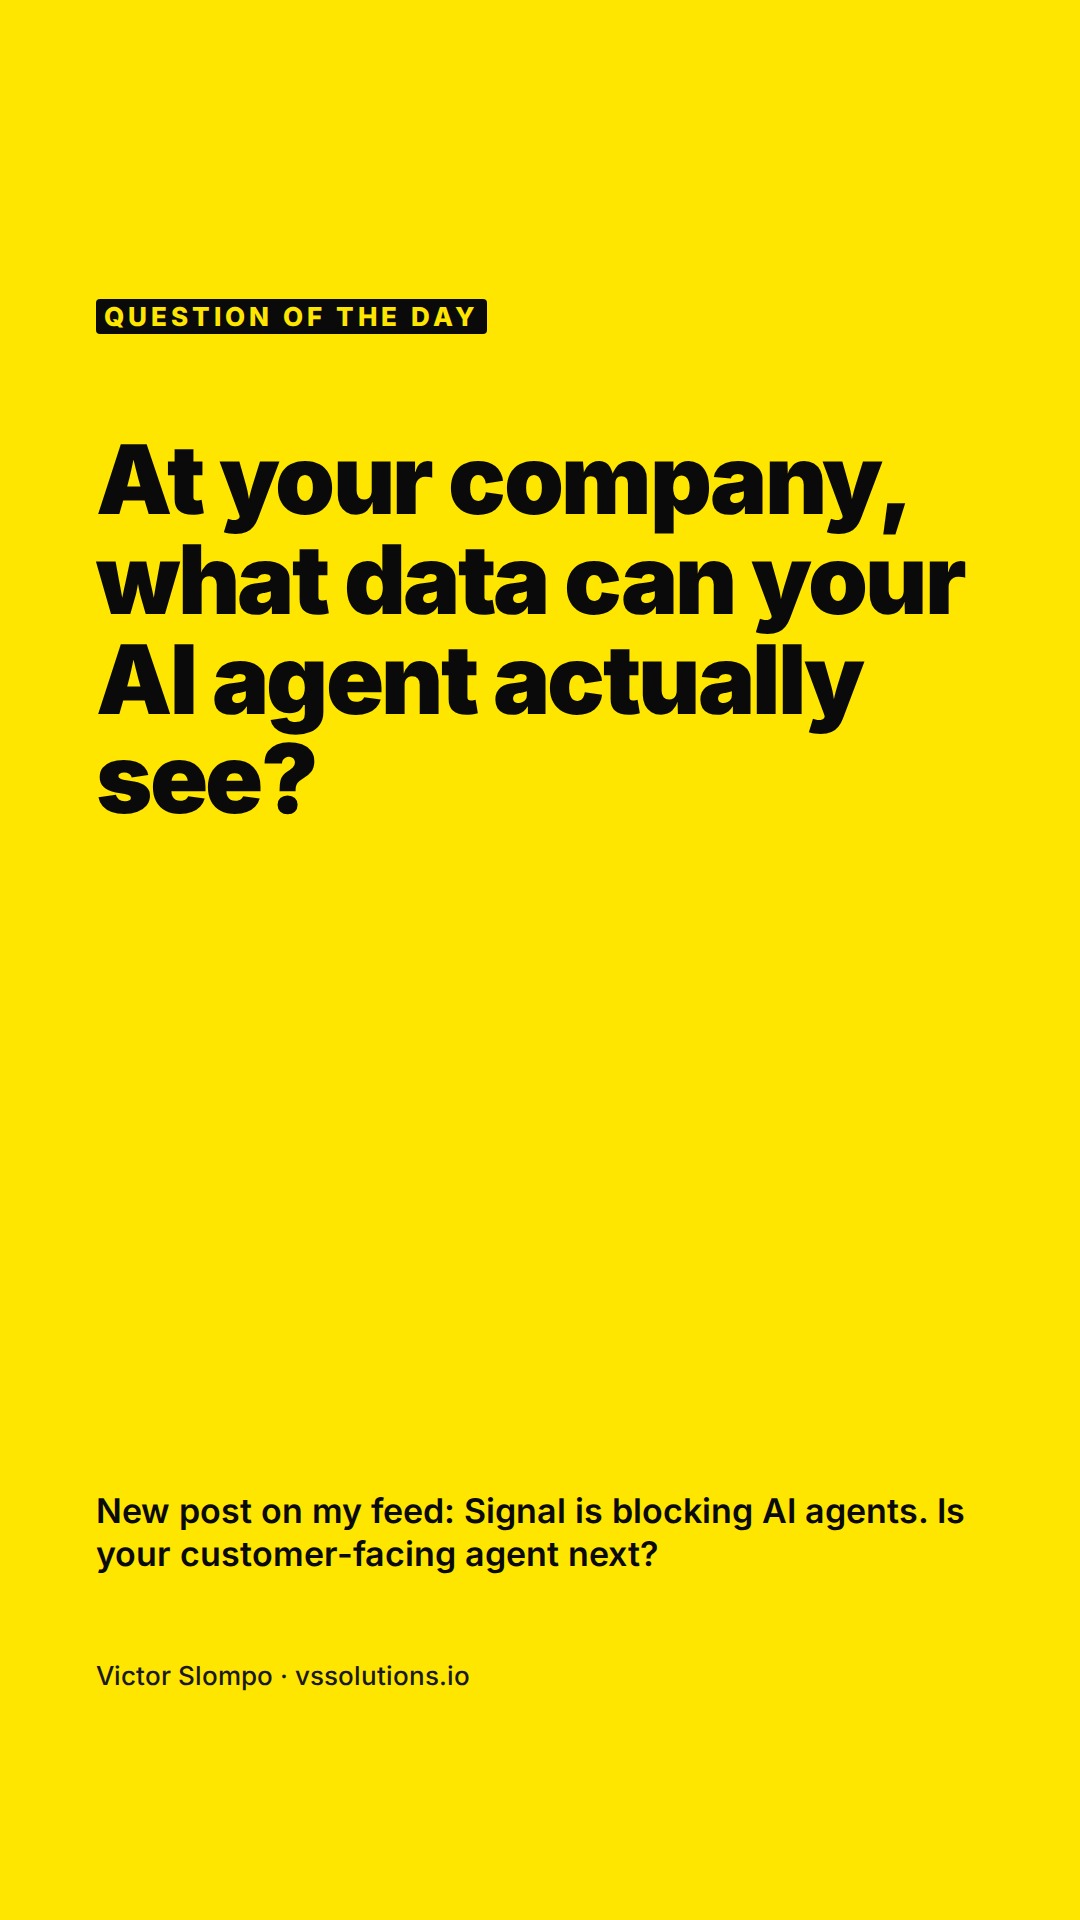 QUESTION OF THE DAY
At your company,
what data can your
AI agent actually
see?
New post on my feed: Signal is blocking AI agents. Is
your customer-facing agent next?
Victor Slompo · vssolutions.io